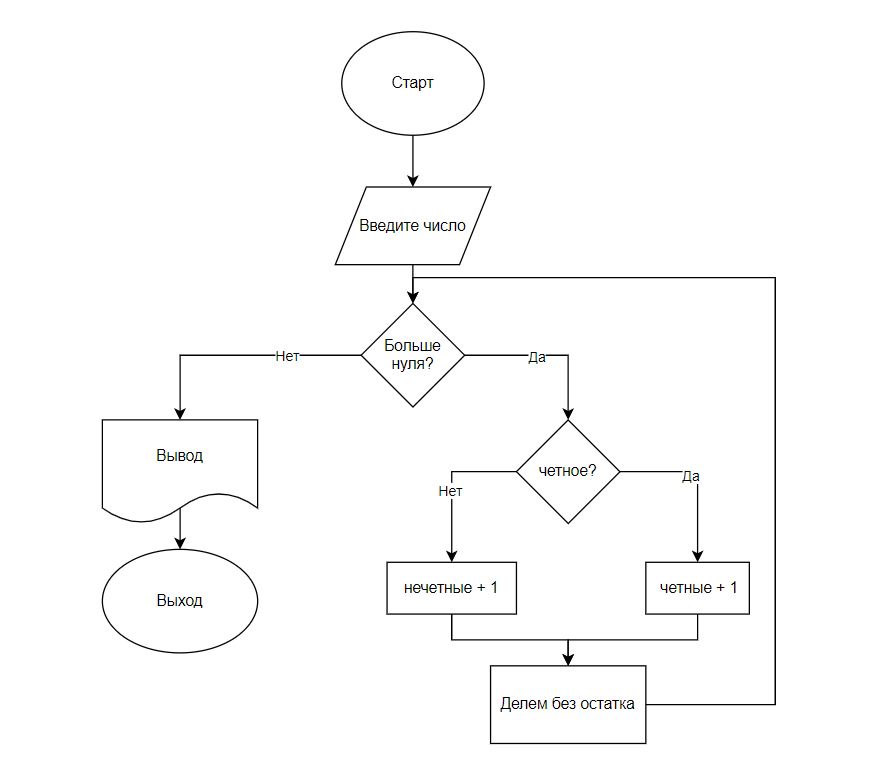 Старт
Введите число
Больше
нуля?
Нет
Да
Вывод
четное?
Нет
Да
нечетные + 1
четные + 1
Выход
Делем без остатка